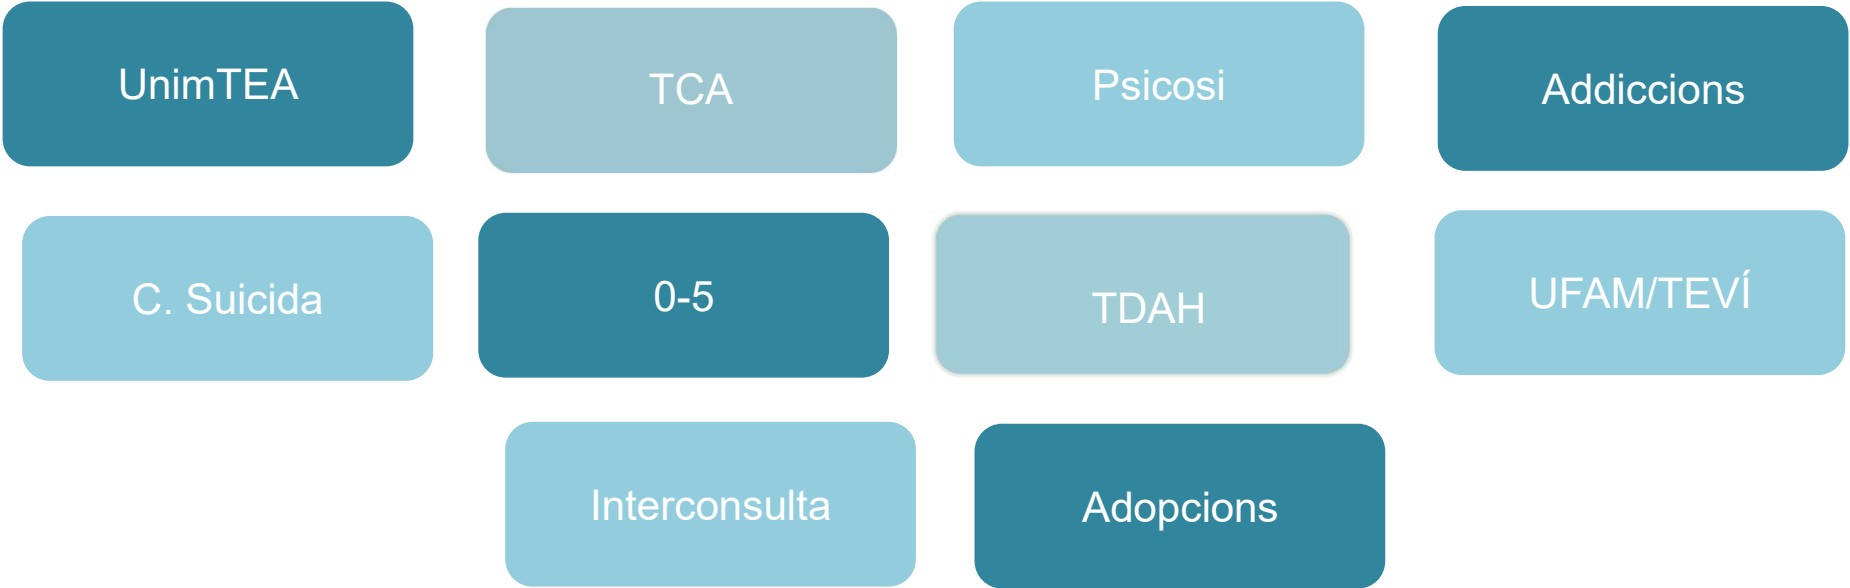 UnimTEA
TCA
Psicosi
Addiccions
C. Suicida
0-5
TDAH
UFAM/TEVÍ
Interconsulta
Adopcions